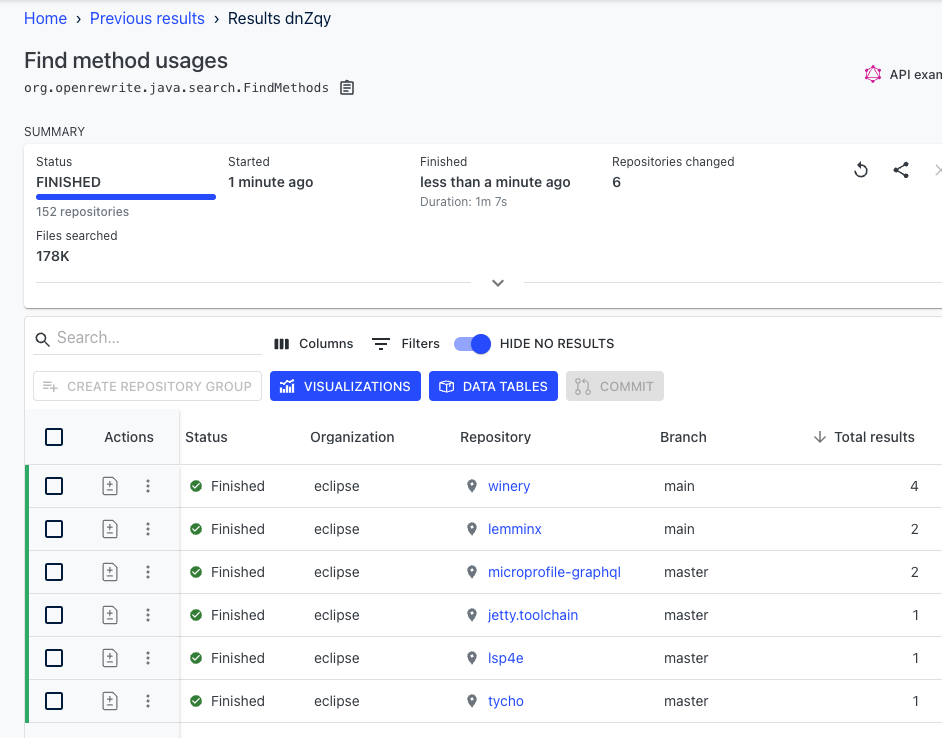 Home › Previous results › Results dnZqy
Find method usages
org.openrewrite.java.search.FindMethods
API exam
SUMMARY
Status Started Finished Repositories changed
FINISHED 1 minute ago less than a minute ago 6
152 repositories Duration: 1m 7s
Files searched
178K
Search... Columns Filters HIDE NO RESULTS
CREATE REPOSITORY GROUP VISUALIZATIONS DATA TABLES COMMIT
Actions Status Organization Repository Branch Total results
Finished eclipse winery main 4
Finished eclipse lemminx main 2
Finished eclipse microprofile-graphql master 2
Finished eclipse jetty.toolchain master 1
Finished eclipse lsp4e master 1
Finished eclipse tycho master 1